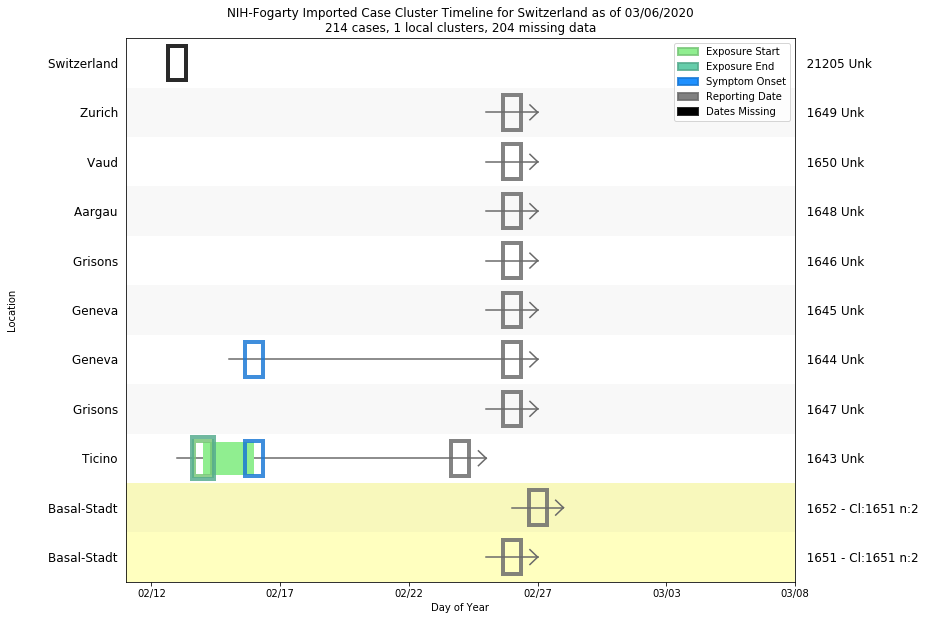 NIH-Fogarty Imported Case Cluster Timeline for Switzerland as of 03/06/2020
214 cases, 1 local clusters, 204 missing data
Exposure Start
Exposure End
Symptom Onset
Reporting Date
Dates Missing
Location
Switzerland 21205 Unk
Zurich 1649 Unk
Vaud 1650 Unk
Aargau 1648 Unk
Grisons 1646 Unk
Geneva 1645 Unk
Geneva 1644 Unk
Grisons 1647 Unk
Ticino 1643 Unk
Basal-Stadt 1652 - Cl:1651 n:2
Basal-Stadt 1651 - Cl:1651 n:2
02/12 02/17 02/22 02/27 03/03 03/08
Day of Year